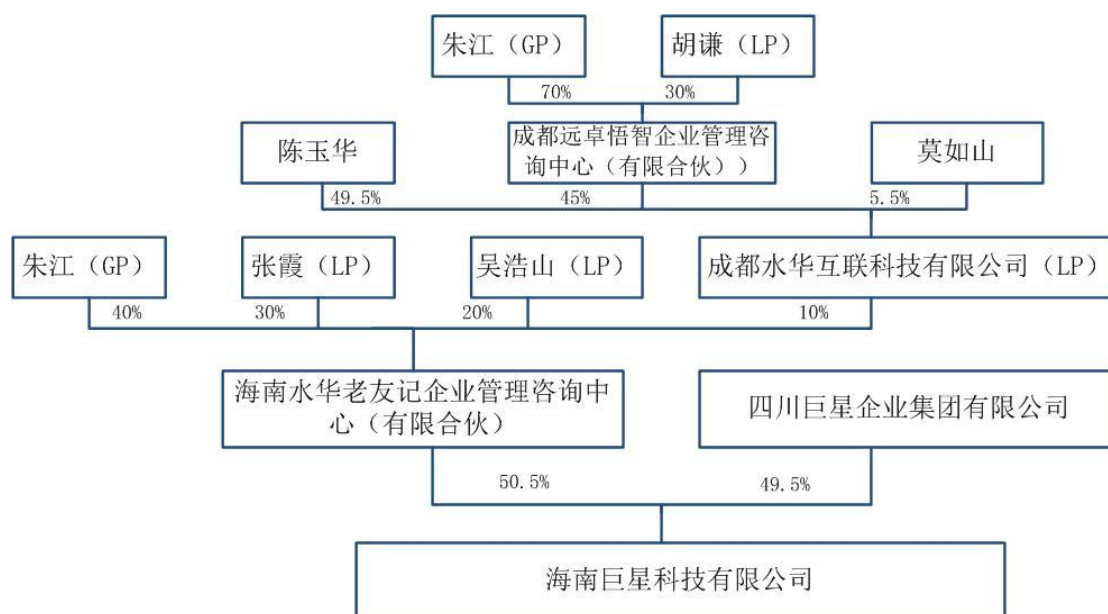 朱江（GP）
胡谦（LP）
70%
30%
陈玉华
成都远卓悟智企业管理咨
询中心（有限合伙））
莫如山
49.5%
45%
5.5%
朱江（GP）
张霞（LP）
吴浩山（LP）
成都水华互联科技有限公司（LP）
40%
30%
20%
10%
海南水华老友记企业管理咨询中
心（有限合伙）
四川巨星企业集团有限公司
50.5%
49.5%
海南巨星科技有限公司